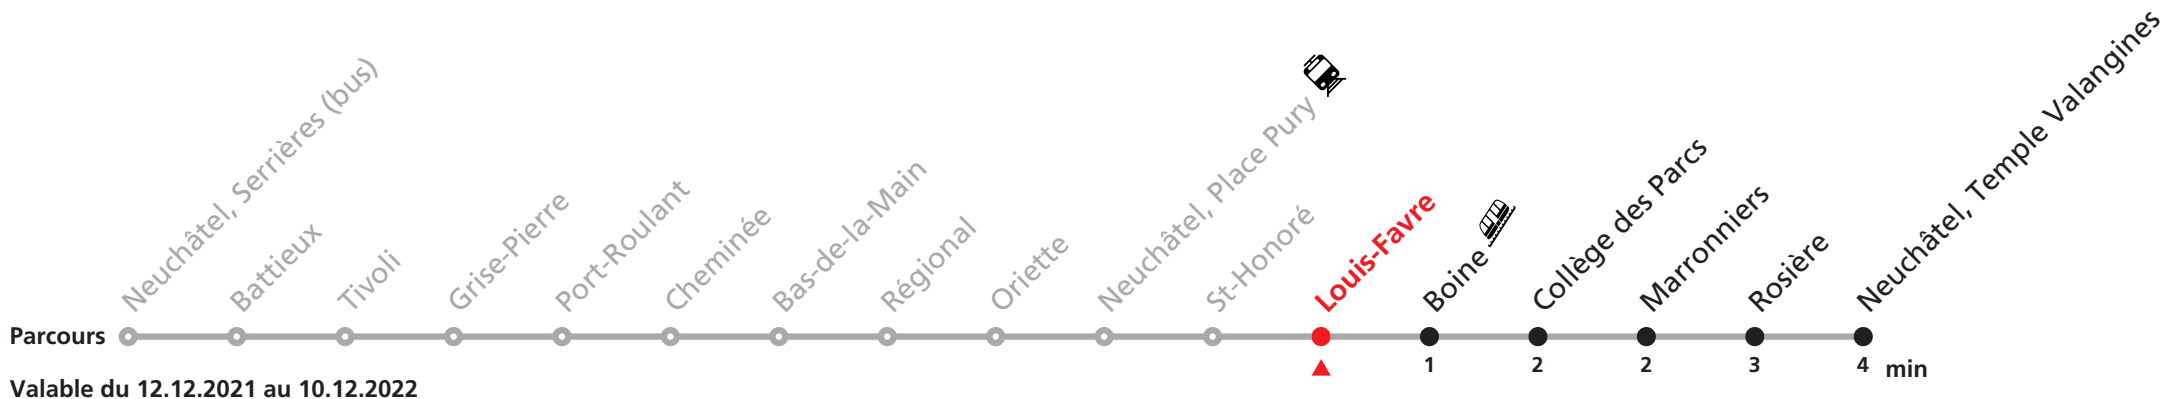 Neuchâtel, Serrières (bus)
Battieux
Tivoli
Grise-Pierre
Port-Roulant
Cheminée
Bas-de-la-Main
Régional
Oriette
Neuchâtel, Place Pury
St-Honoré
Louis-Favre
Boine
Collège des Parcs
Marronniers
Rosière
Neuchâtel, Temple Valangines
Parcours
1 2 2 3 4 min
Valable du 12.12.2021 au 10.12.2022